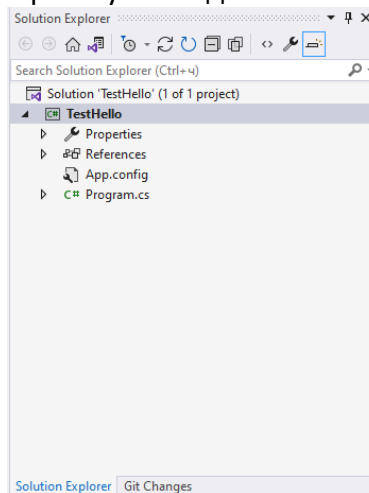 Solution Explorer
Search Solution Explorer (Ctrl+ч)
Solution 'TestHello' (1 of 1 project)
C# TestHello
Properties
References
App.config
C# Program.cs
Solution Explorer Git Changes